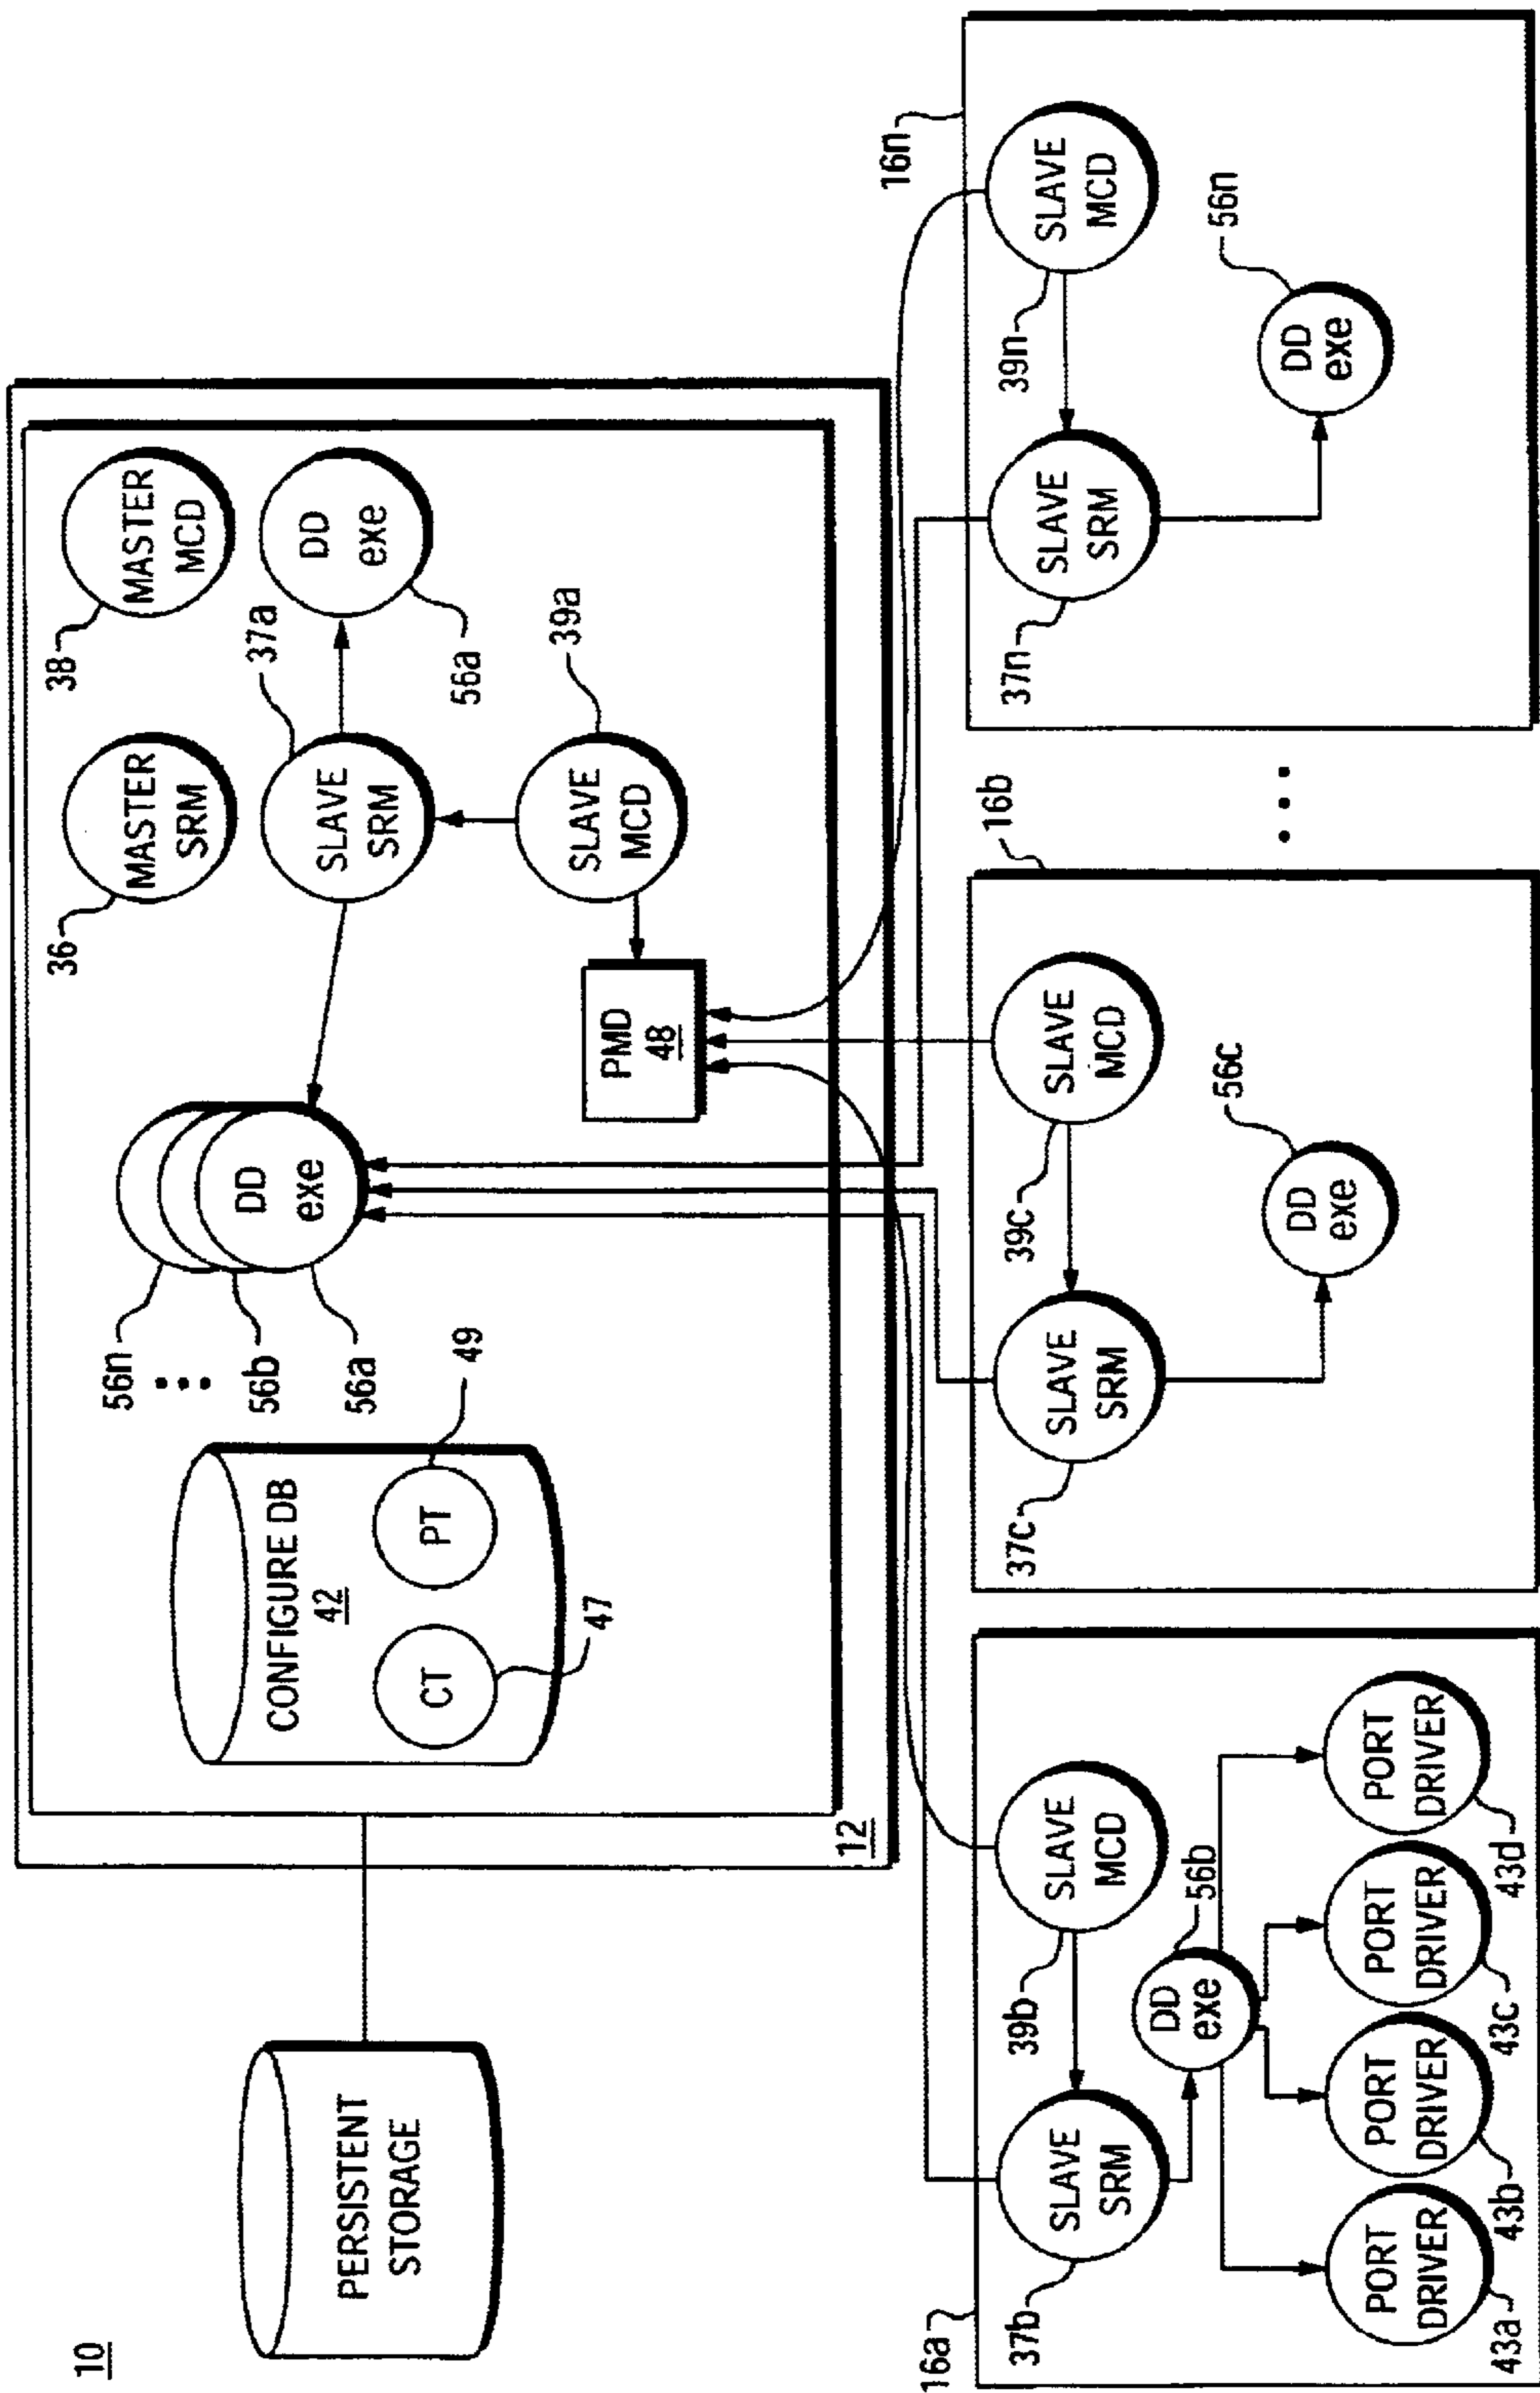 10
PERSISTENT
STORAGE
12
CONFIGURE DB
42
CT
PT
47
49
56n
56b
56a
DD
exe
36
MASTER
SRM
38
MASTER
MCD
SLAVE
SRM
37a
DD
exe
56a
SLAVE
MCD
39a
PMD
48
16a
37b
SLAVE
SRM
39b
SLAVE
MCD
DD
exe
56b
PORT
DRIVER
43a
PORT
DRIVER
43b
PORT
DRIVER
43c
PORT
DRIVER
43d
16b
37c
SLAVE
SRM
39c
SLAVE
MCD
DD
exe
56c
16n
37n
SLAVE
SRM
39n
SLAVE
MCD
DD
exe
56n